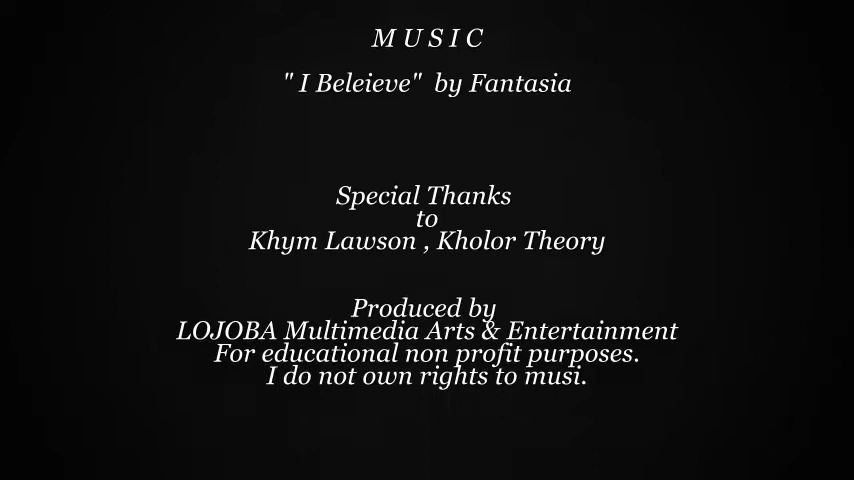 M U S I C
" I Beleieve" by Fantasia
Special Thanks
to
Khym Lawson , Kholor Theory
Produced by
LOJOBA Multimedia Arts & Entertainment
For educational non profit purposes.
I do not own rights to musi.